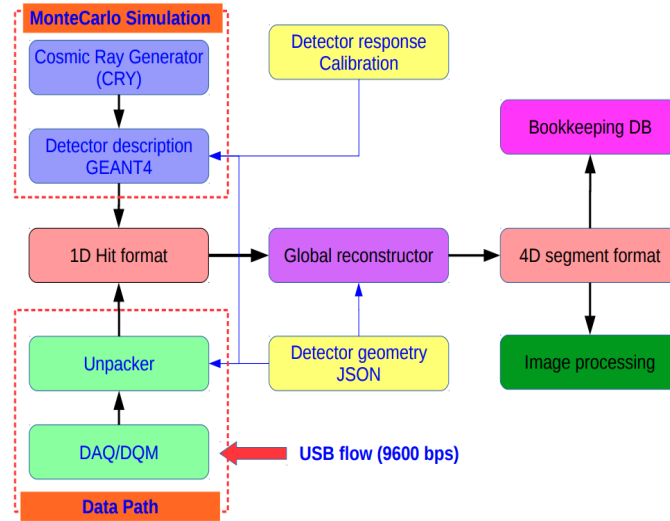 MonteCarlo Simulation
Cosmic Ray Generator
(CRY)
Detector response
Calibration
Detector description
GEANT4
Bookkeeping DB
1D Hit format
Global reconstructor
4D segment format
Unpacker
Detector geometry
JSON
Image processing
DAQ/DQM
USB flow (9600 bps)
Data Path